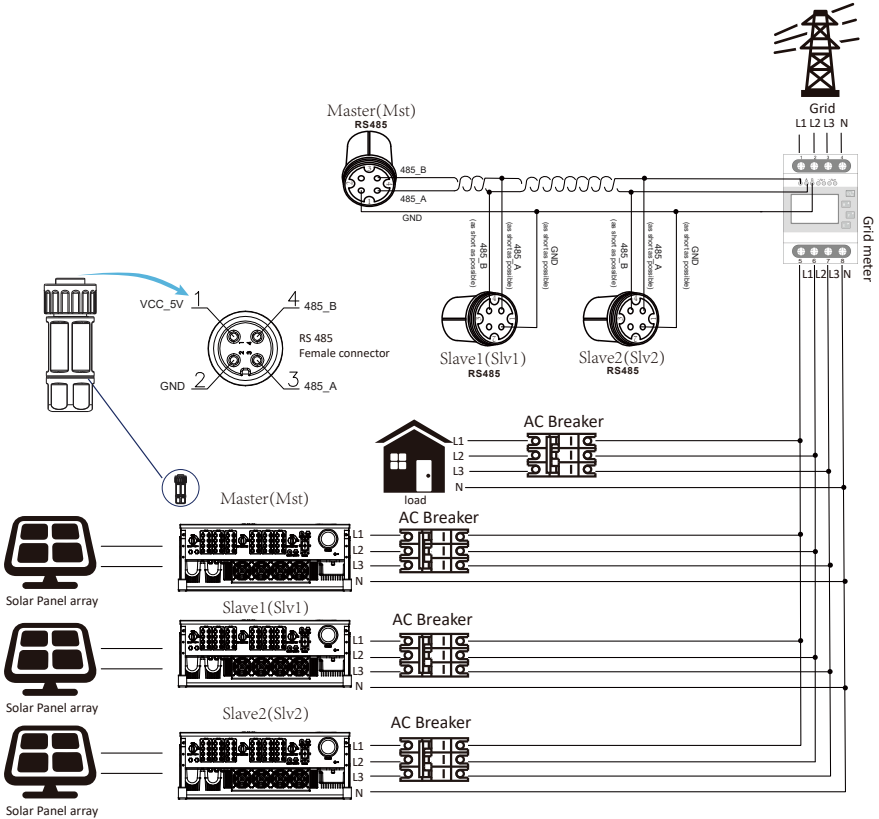 Grid
L1 L2 L3 N
1 2 3 4
Master(Mst)
RS485
485_B
485_A
GND
5 6 7 8
L1 L2 L3 N
Grid meter
485_B
(as short as possible)
485_A
(as short as possible)
GND
(as short as possible)
485_B
(as short as possible)
485_A
(as short as possible)
GND
(as short as possible)
Slave1(Slv1)
RS485
Slave2(Slv2)
RS485
VCC_5V 1
4 485_B
RS 485
Female connector
GND 2
3 485_A
AC Breaker
L1
L2
L3
N
load
Master(Mst)
AC Breaker
L1
L2
L3
N
Solar Panel array
Slave1(Slv1)
AC Breaker
L1
L2
L3
N
Solar Panel array
Slave2(Slv2)
AC Breaker
L1
L2
L3
N
Solar Panel array